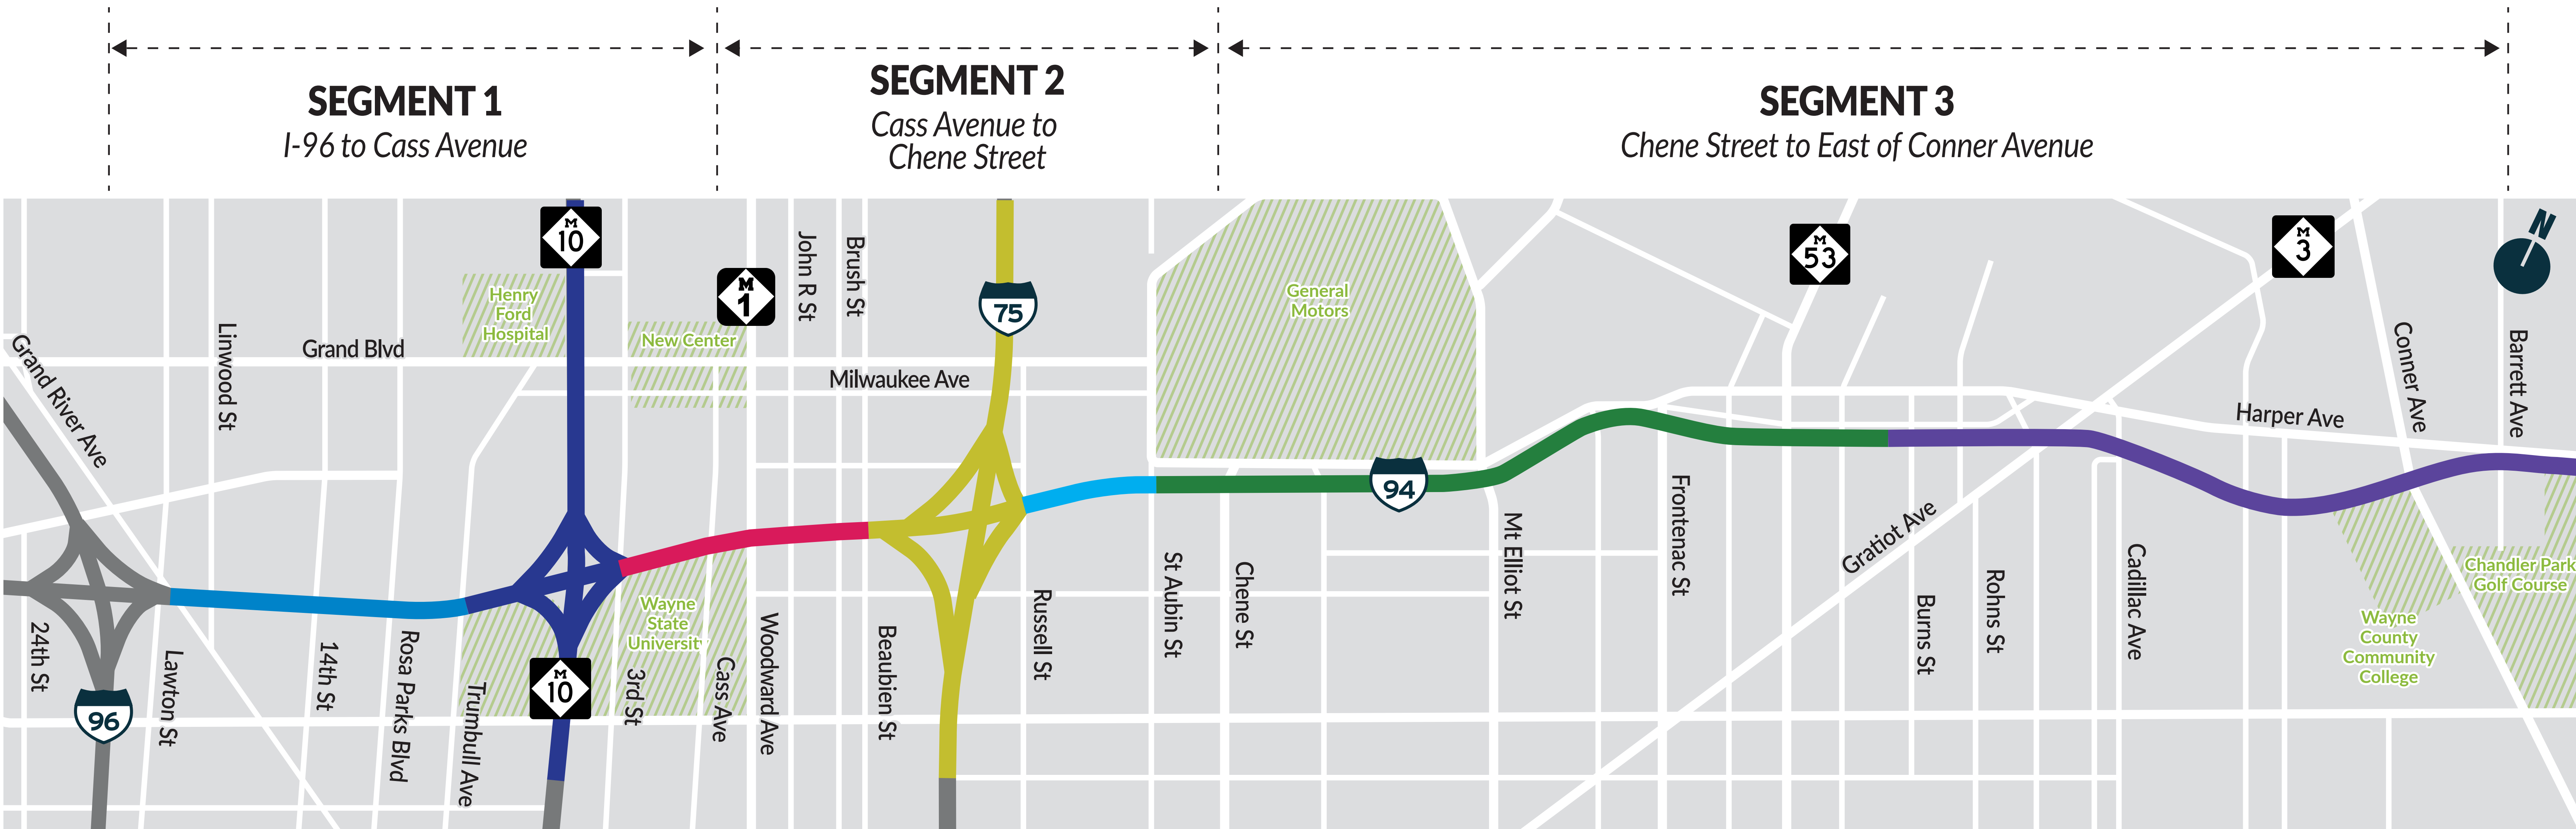 SEGMENT 1
I-96 to Cass Avenue
SEGMENT 2
Cass Avenue to
Chene Street
SEGMENT 3
Chene Street to East of Conner Avenue
M
10
M
1
John R St
Brush St
75
M
53
M
3
N
Henry
Ford
Hospital
New Center
General
Motors
Grand River Ave
Linwood St
Grand Blvd
Milwaukee Ave
Harper Ave
Conner Ave
Barrett Ave
94
24th St
96
Lawton St
14th St
Rosa Parks Blvd
Trumbull Ave
M
10
Wayne
State
University
3rd St
Cass Ave
Woodward Ave
Beaubien St
Russell St
St Aubin St
Chene St
Mt Elliot St
Frontenac St
Gratiot Ave
Burns St
Rohns St
Cadillac Ave
Wayne
County
Community
College
Chandler Park
Golf Course